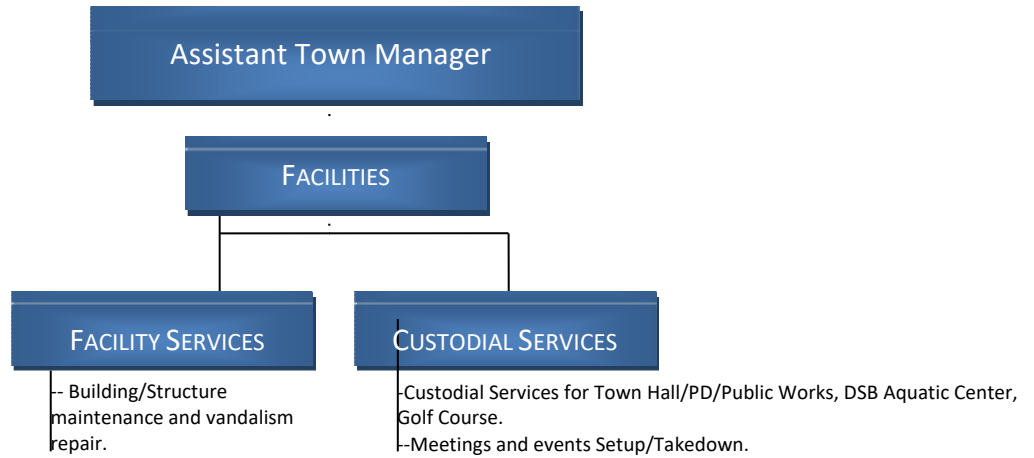 Assistant Town Manager
FACILITIES
FACILITY SERVICES
-- Building/Structure
maintenance and vandalism
repair.
CUSTODIAL SERVICES
-Custodial Services for Town Hall/PD/Public Works, DSB Aquatic Center,
Golf Course.
--Meetings and events Setup/Takedown.